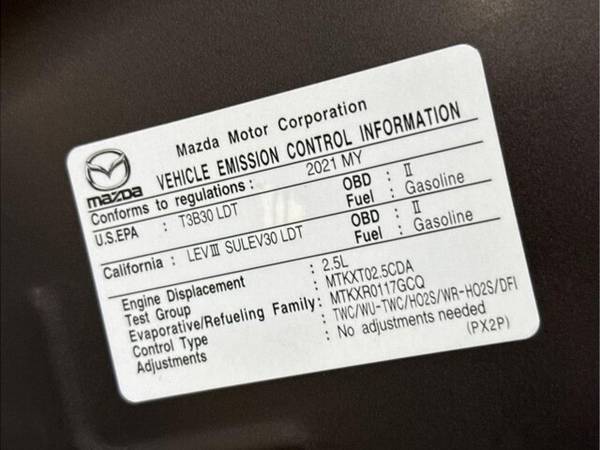 Mazda Motor Corporation
mazda
VEHICLE EMISSION CONTROL INFORMATION
Conforms to regulations : 2021 MY
U.S.EPA : T3B30 LDT OBD : II
Fuel : Gasoline
California : LEVIII SULEV30 LDT OBD : II
Fuel : Gasoline
Engine Displacement : 2.5L
Test Group : MTKXT02.5CDA
Evaporative/Refueling Family: MTKXR0117GCQ
Control Type : TWC/WU-TWC/HO2S/WR-HO2S/DFI
Adjustments : No adjustments needed
(PX2P)